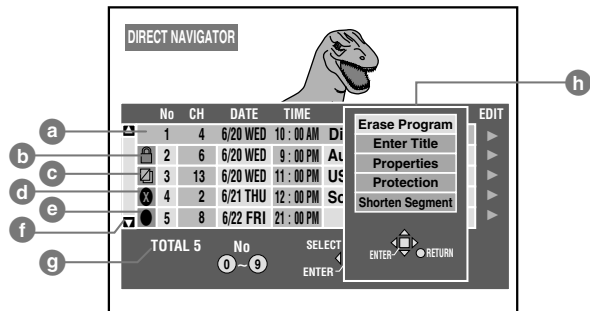 DIRECT NAVIGATOR
h
No CH DATE TIME EDIT
a 1 4 6/20 WED 10 : 00 AM Di
b 2 6 6/20 WED 9 : 00 PM Au
c 3 13 6/20 WED 11 : 00 PM US
d X 4 2 6/21 THU 12 : 00 PM Sc
e 5 8 6/22 FRI 21 : 00 PM
f
g TOTAL 5 No
0 ~ 9
SELECT
ENTER
Erase Program
Enter Title
Properties
Protection
Shorten Segment
ENTER RETURN